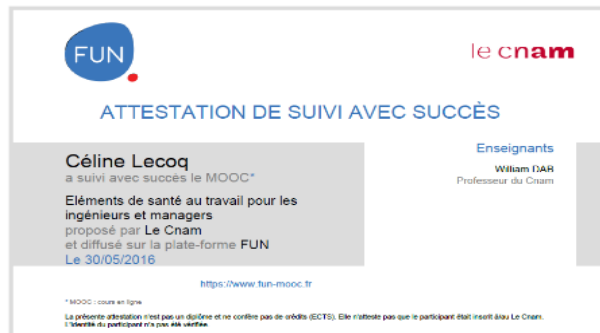 FUN
le cnam
ATTESTATION DE SUIVI AVEC SUCCÈS
Céline Lecoq
a suivi avec succès le MOOC*
Eléments de santé au travail pour les
ingénieurs et managers
proposé par Le Cnam
et diffusé sur la plate-forme FUN
Le 30/05/2016
Enseignants
William DAB
Professeur du Cnam
https://www.fun-mooc.fr
* MOOC : cours en ligne
La présente attestation n'est pas un diplôme et ne confère pas de crédits (ECTS). Elle n'atteste pas que le participant était inscrit à/au Le Cnam.
L'identité du participant n'a pas été vérifiée.